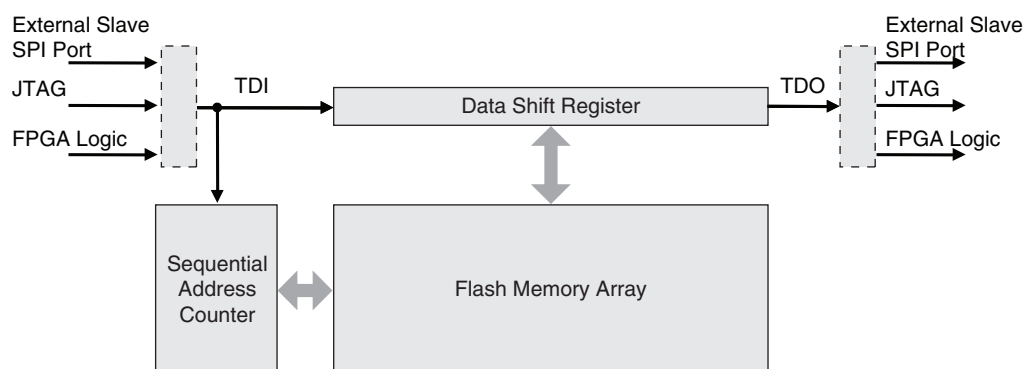 External Slave
SPI Port
JTAG
FPGA Logic
TDI
Data Shift Register
TDO
External Slave
SPI Port
JTAG
FPGA Logic
Sequential
Address
Counter
Flash Memory Array